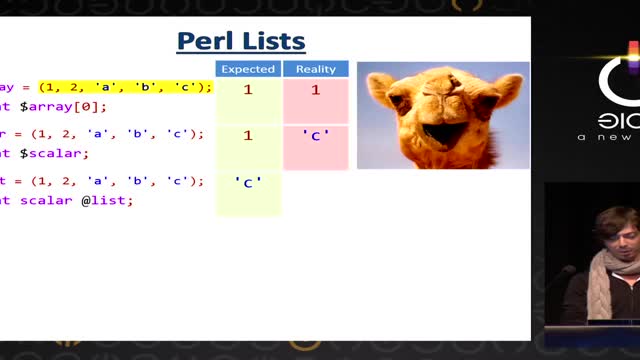 Perl Lists
Expected Reality
ay = (1, 2, 'a', 'b', 'c');
nt $array[0];
1 1
r = (1, 2, 'a', 'b', 'c');
nt $scalar;
1 'c'
t = (1, 2, 'a', 'b', 'c');
nt scalar @list;
'c'
a new